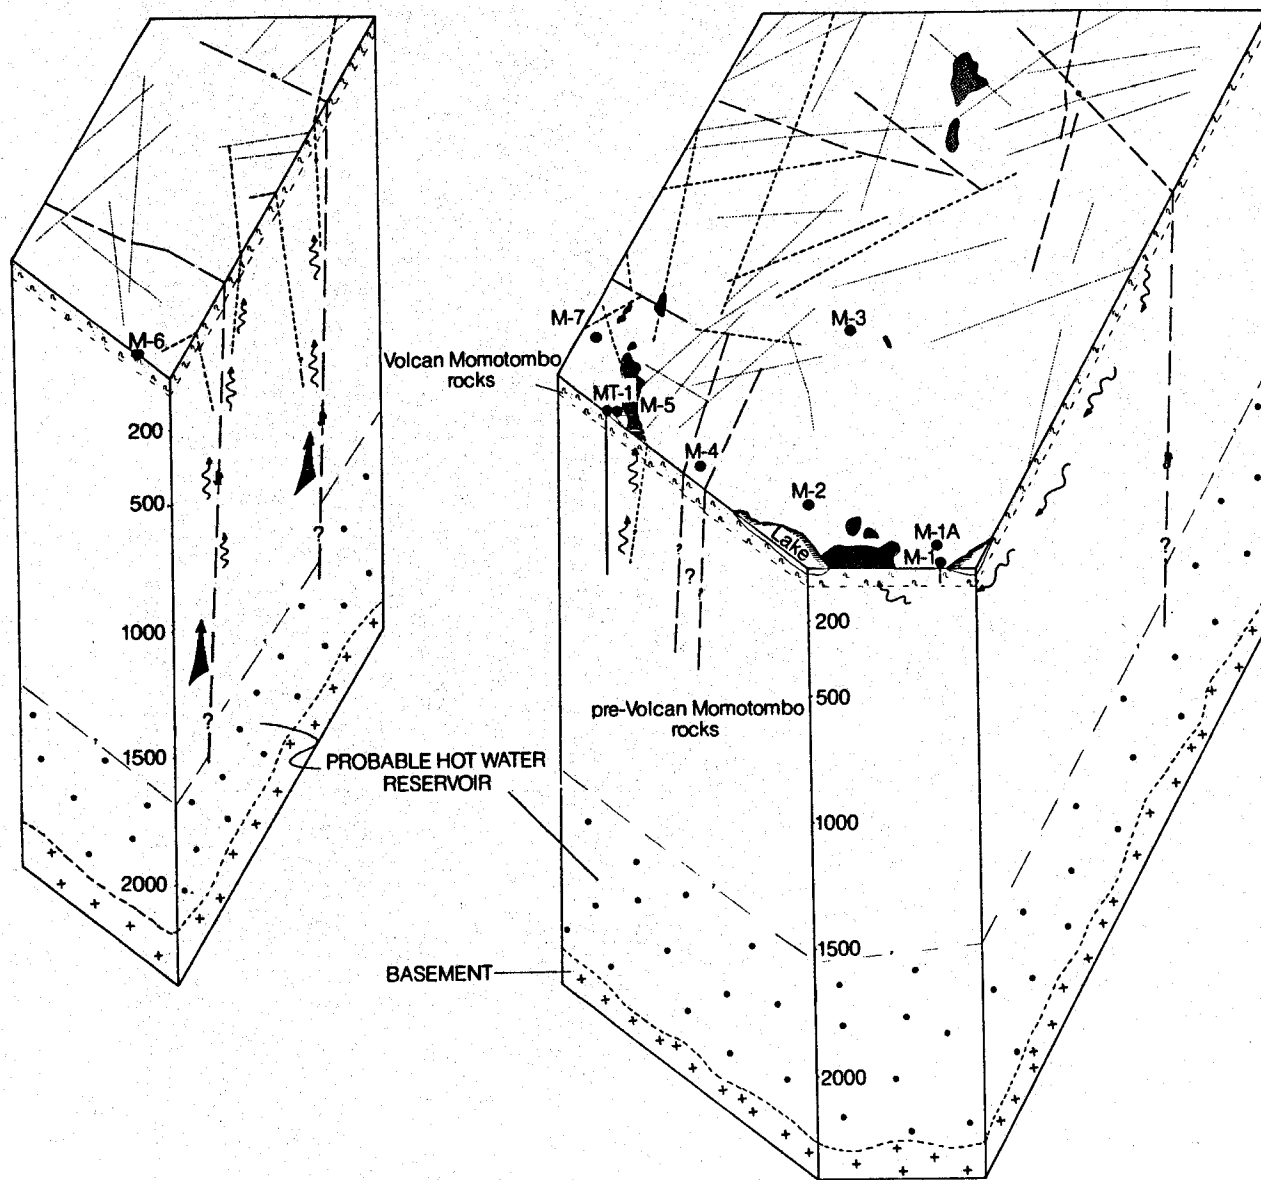 M-6
200
500
?
1000
?
1500
2000
Volcan Momotombo
rocks
M-7
MT-1
M-5
M-4
M-3
M-2
Lake
M-1A
M-1
?
?
?
200
500
pre-Volcan Momotombo
rocks
PROBABLE HOT WATER
RESERVOIR
1000
1500
BASEMENT
2000